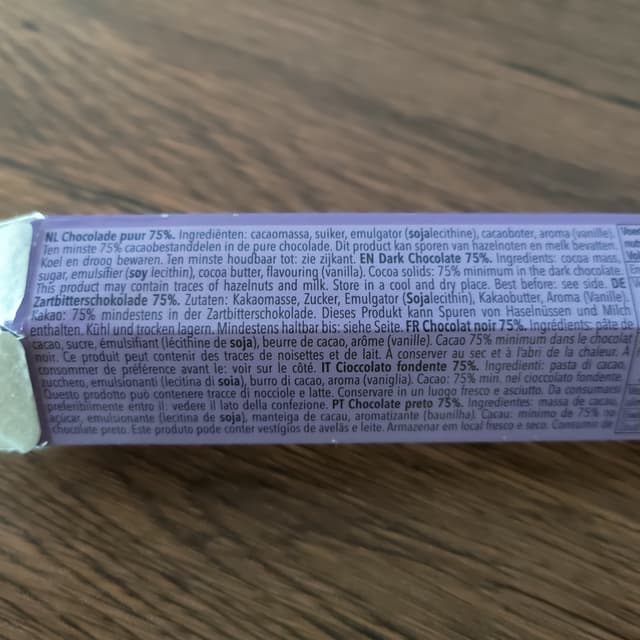 NL Chocolade puur 75%. Ingrediënten: cacaomassa, suiker, emulgator (sojalecithine), cacaoboter, aroma (vanille).
Ten minste 75% cacaobestanddelen in de pure chocolade. Dit product kan sporen van hazelnoten en melk bevatten.
Koel en droog bewaren. Ten minste houdbaar tot: zie zijkant. EN Dark Chocolate 75%. Ingredients: cocoa mass,
sugar, emulsifier (soy lecithin), cocoa butter, flavouring (vanilla). Cocoa solids: 75% minimum in the dark chocolate.
This product may contain traces of hazelnuts and milk. Store in a cool and dry place. Best before: see side. DE
Zartbitterschokolade 75%. Zutaten: Kakaomasse, Zucker, Emulgator (Sojalecithin), Kakaobutter, Aroma (Vanille).
Kakao: 75% mindestens in der Zartbitterschokolade. Dieses Produkt kann Spuren von Haselnüssen und Milch
enthalten. Kühl und trocken lagern. Mindestens haltbar bis: siehe Seite. FR Chocolat noir 75%. Ingrédients: pâte de
cacao, sucre, émulsifiant (lécithine de soja), beurre de cacao, arôme (vanille). Cacao 75% minimum dans le chocolat
noir. Ce produit peut contenir des traces de noisettes et de lait. À conserver au sec et à l'abri de la chaleur. À
consommer de préférence avant le: voir sur le côté. IT Cioccolato fondente 75%. Ingredienti: pasta di cacao,
zucchero, emulsionanti (lecitina di soia), burro di cacao, aroma (vaniglia). Cacao: 75% min. nel cioccolato fondente.
Questo prodotto può contenere tracce di nocciole e latte. Conservare in un luogo fresco e asciutto. Da consumarsi
preferibilmente entro il: vedere il lato della confezione. PT Chocolate preto 75%. Ingredientes: massa de cacau,
açúcar, emulsionante (lecitina de soja), manteiga de cacau, aromatizante (baunilha). Cacau: mínimo de 75% no
chocolate preto. Este produto pode conter vestígios de avelãs e leite. Armazenar em local fresco e seco. Consumir de